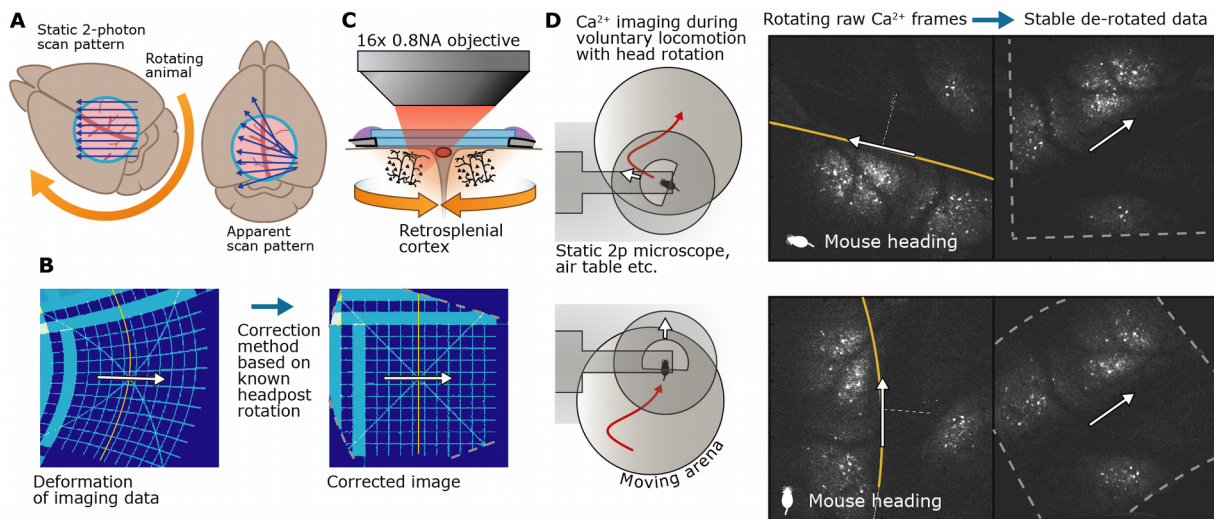 A
Static 2-photon
scan pattern
Rotating
animal
Apparent
scan pattern
B
Deformation
of imaging data
Correction
method
based on
known
headpost
rotation
Corrected image
C
16x 0.8NA objective
Retrosplenial
cortex
D
Ca²⁺ imaging during
voluntary locomotion
with head rotation
Static 2p microscope,
air table etc.
Moving arena
Rotating raw Ca²⁺ frames
Stable de-rotated data
Mouse heading
Mouse heading